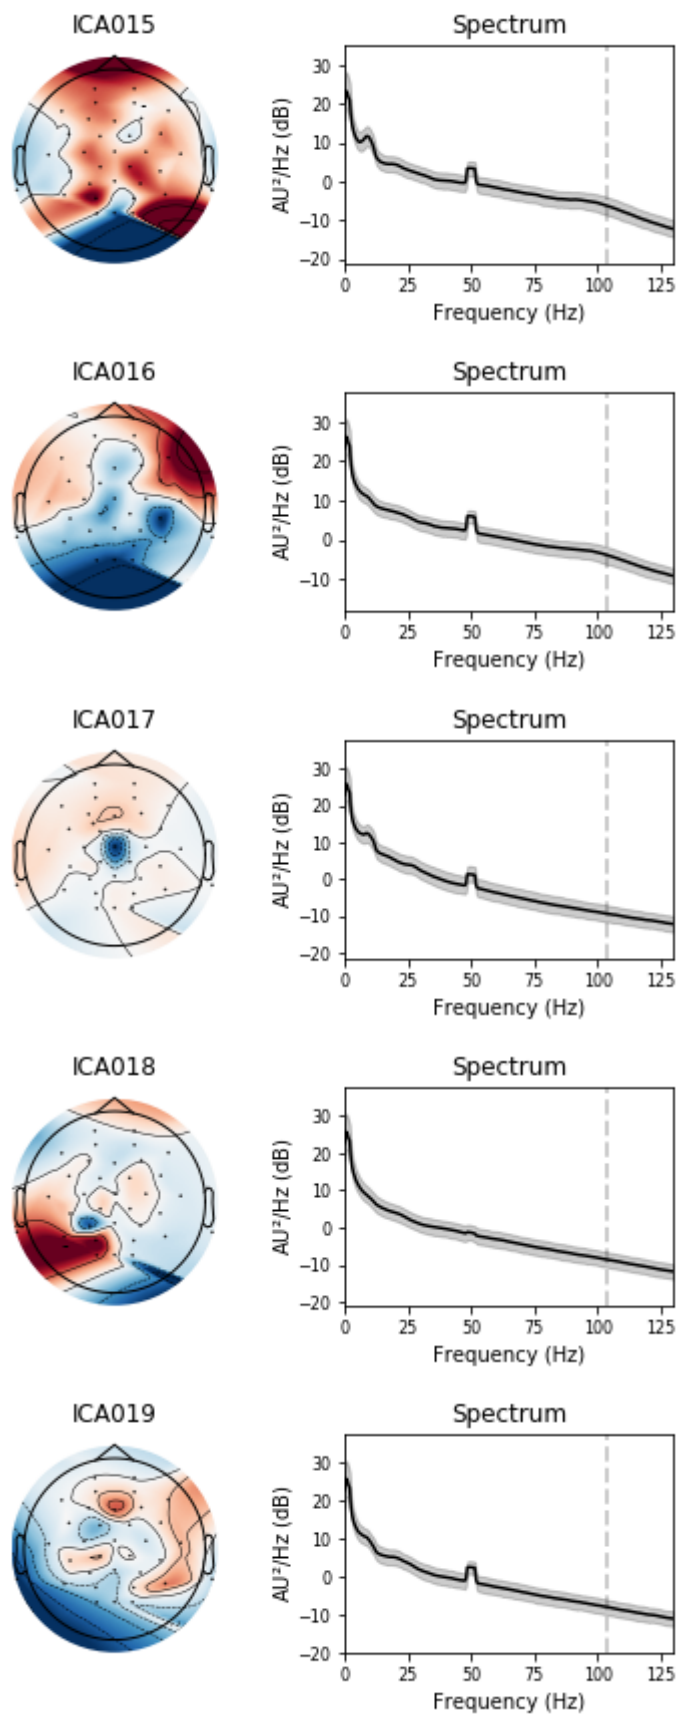 ICA015 Spectrum
30
20
10
0
−10
−20
AU²/Hz (dB)
0 25 50 75 100 125
Frequency (Hz)
ICA016 Spectrum
30
20
10
0
−10
AU²/Hz (dB)
0 25 50 75 100 125
Frequency (Hz)
ICA017 Spectrum
30
20
10
0
−10
−20
AU²/Hz (dB)
0 25 50 75 100 125
Frequency (Hz)
ICA018 Spectrum
30
20
10
0
−10
−20
AU²/Hz (dB)
0 25 50 75 100 125
Frequency (Hz)
ICA019 Spectrum
30
20
10
0
−10
−20
AU²/Hz (dB)
0 25 50 75 100 125
Frequency (Hz)